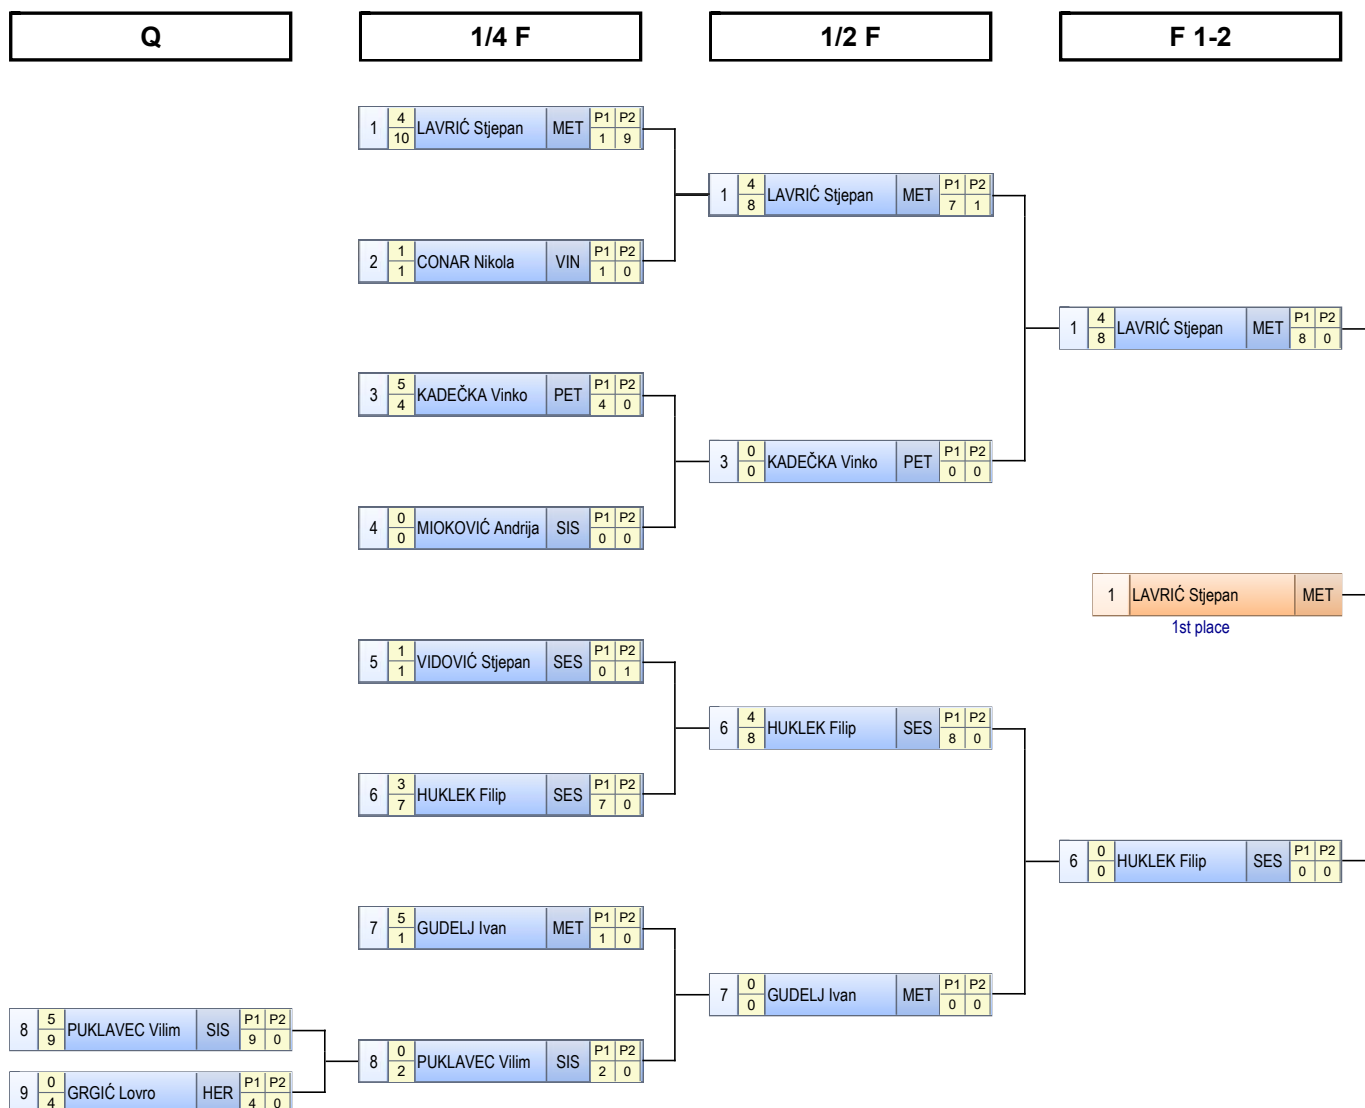 Q 1/4 F 1/2 F F 1-2
1 4 10 LAVRIĆ Stjepan MET P1 P2 1 9
1 4 8 LAVRIĆ Stjepan MET P1 P2 7 1
2 1 1 CONAR Nikola VIN P1 P2 1 0
1 4 8 LAVRIĆ Stjepan MET P1 P2 8 0
3 5 4 KADEČKA Vinko PET P1 P2 4 0
3 0 0 KADEČKA Vinko PET P1 P2 0 0
4 0 0 MIOKOVIĆ Andrija SIS P1 P2 0 0
1 LAVRIĆ Stjepan MET
1st place
5 1 1 VIDOVIĆ Stjepan SES P1 P2 0 1
6 4 8 HUKLEK Filip SES P1 P2 8 0
6 3 7 HUKLEK Filip SES P1 P2 7 0
6 0 0 HUKLEK Filip SES P1 P2 0 0
7 5 1 GUDELJ Ivan MET P1 P2 1 0
7 0 0 GUDELJ Ivan MET P1 P2 0 0
8 5 9 PUKLAVEC Vilim SIS P1 P2 9 0
8 0 2 PUKLAVEC Vilim SIS P1 P2 2 0
9 0 4 GRGIĆ Lovro HER P1 P2 4 0